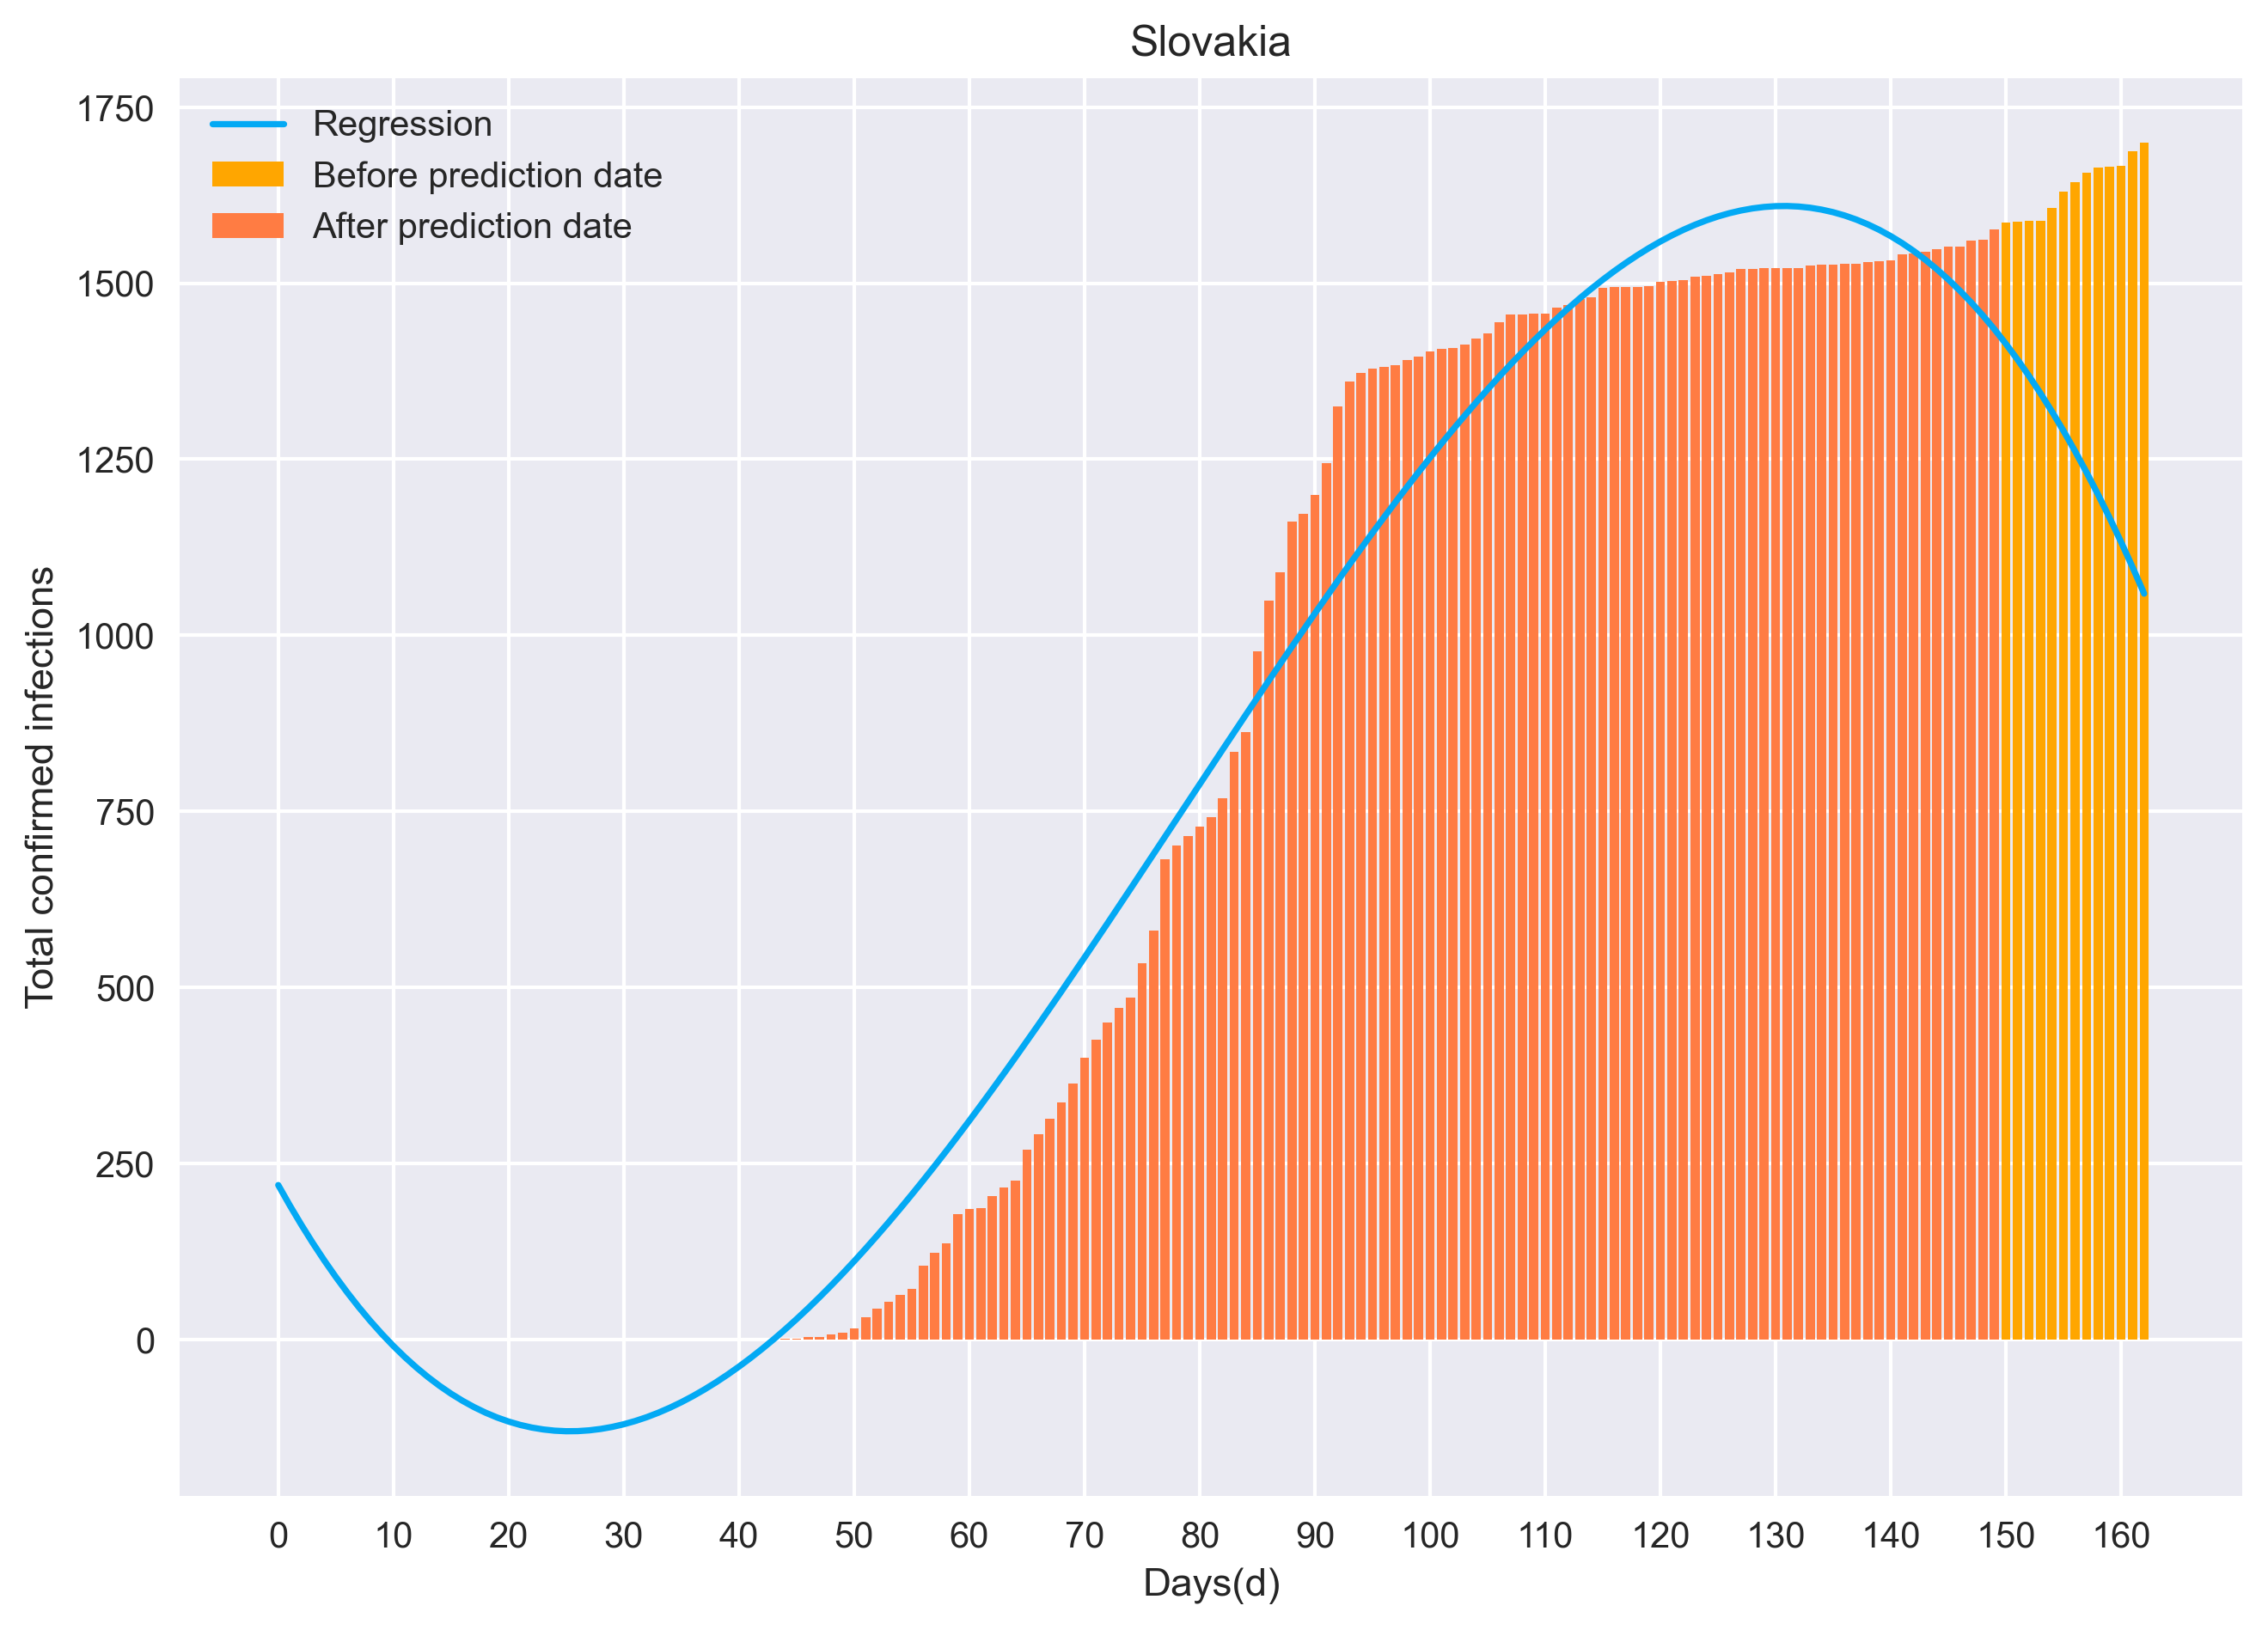 Slovakia
Regression
Before prediction date
After prediction date
Total confirmed infections
1750
1500
1250
1000
750
500
250
0
0 10 20 30 40 50 60 70 80 90 100 110 120 130 140 150 160
Days(d)